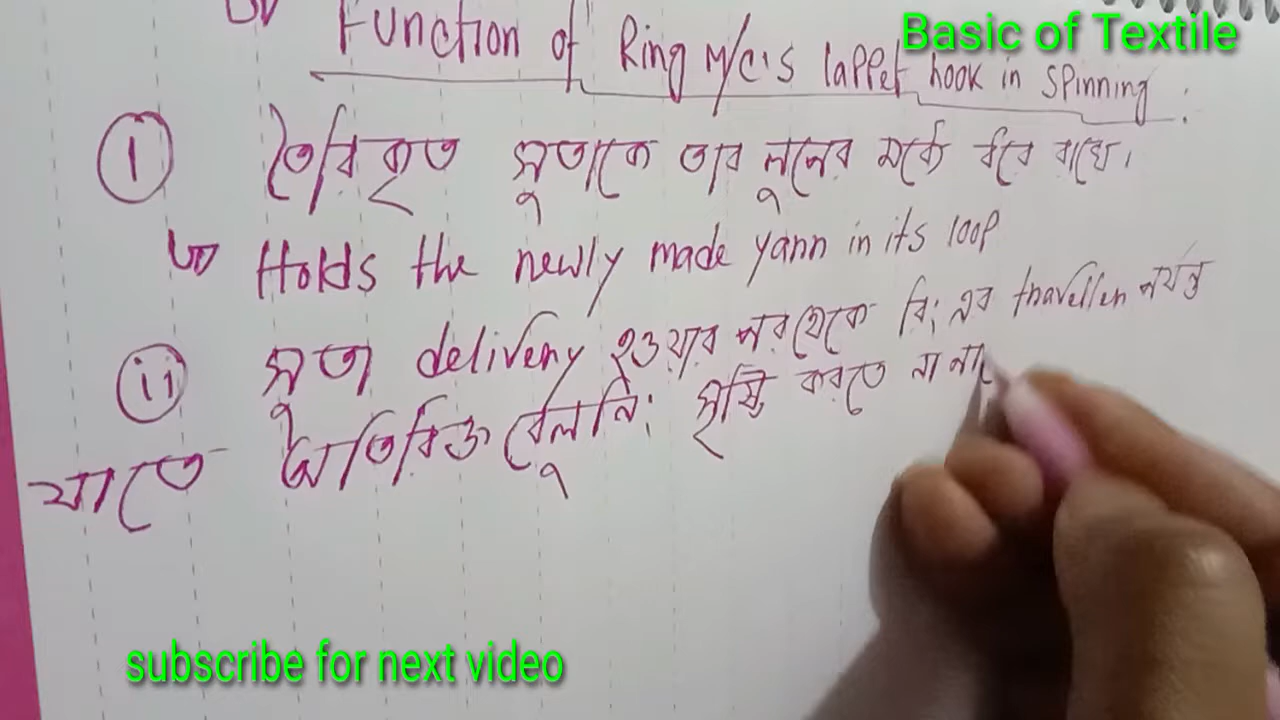 Basic of Textile
Function of Ring M/C's lappet hook in spinning :
i তৈরিকৃত সুতাকে তার লুপের মধ্যে ধরে রাখে।
Holds the newly made yarn in its loop
ii সুতা delivery হওয়ার পর থেকে রিং এর traveller পর্যন্ত
যাতে অতিরিক্ত বেলুনিং সৃষ্টি করতে না পা
subscribe for next video